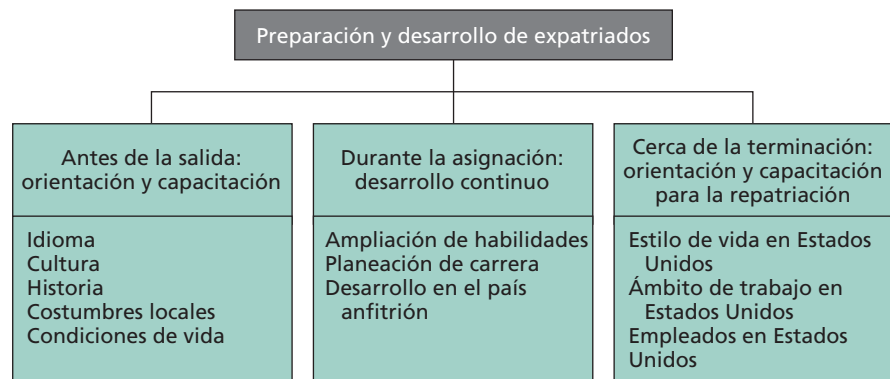 Preparación y desarrollo de expatriados
Antes de la salida:
orientación y capacitación
Idioma
Cultura
Historia
Costumbres locales
Condiciones de vida
Durante la asignación:
desarrollo continuo
Ampliación de habilidades
Planeación de carrera
Desarrollo en el país
anfitrión
Cerca de la terminación:
orientación y capacitación
para la repatriación
Estilo de vida en Estados
Unidos
Ámbito de trabajo en
Estados Unidos
Empleados en Estados
Unidos